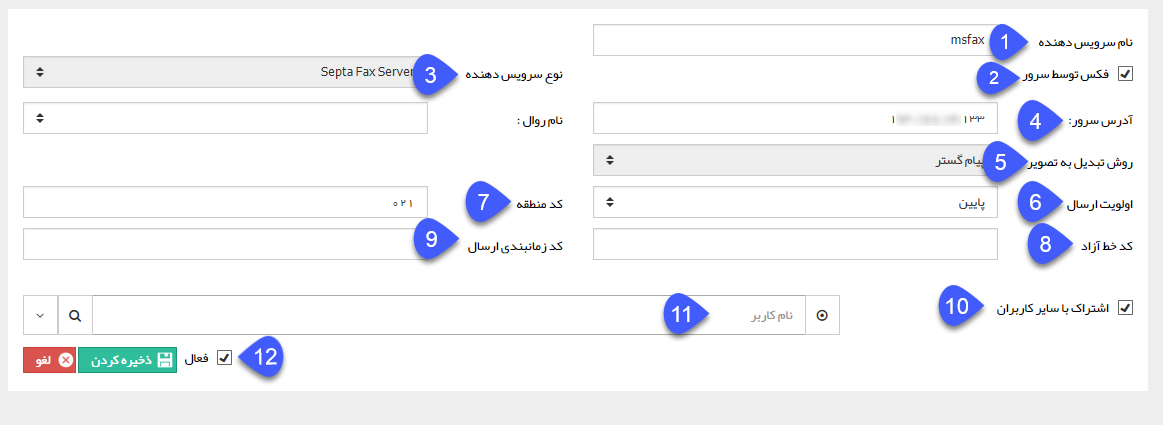 نام سرویس دهنده 1 msfax
فکس توسط سرور 2
نوع سرویس دهنده 3 Septa Fax Server
آدرس سرور: 4 ۱۳۳
نام روال :
روش تبدیل به تصویر 5 پیام گستر
اولویت ارسال 6 پایین
کد منطقه 7 ۰۲۱
کد خط آزاد 8
کد زمانبندی ارسال 9
اشتراک با سایر کاربران 10
11 نام کاربر
12 فعال
ذخیره کردن
لغو